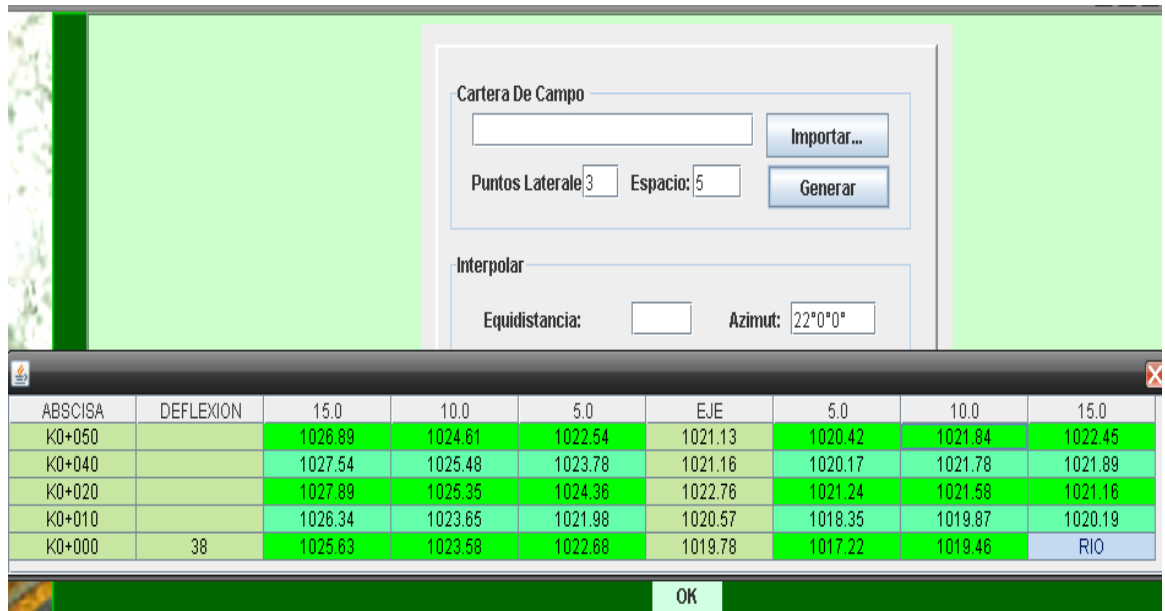 Cartera De Campo
Importar...
Puntos Laterale 3 Espacio: 5 Generar
Interpolar
Equidistancia: Azimut: 22°0°0°
ABSCISA DEFLEXION 15.0 10.0 5.0 EJE 5.0 10.0 15.0
K0+050 1026.89 1024.61 1022.54 1021.13 1020.42 1021.84 1022.45
K0+040 1027.54 1025.48 1023.78 1021.16 1020.17 1021.78 1021.89
K0+020 1027.89 1025.35 1024.36 1022.76 1021.24 1021.58 1021.16
K0+010 1026.34 1023.65 1021.98 1020.57 1018.35 1019.87 1020.19
K0+000 38 1025.63 1023.58 1022.68 1019.78 1017.22 1019.46 RIO
OK